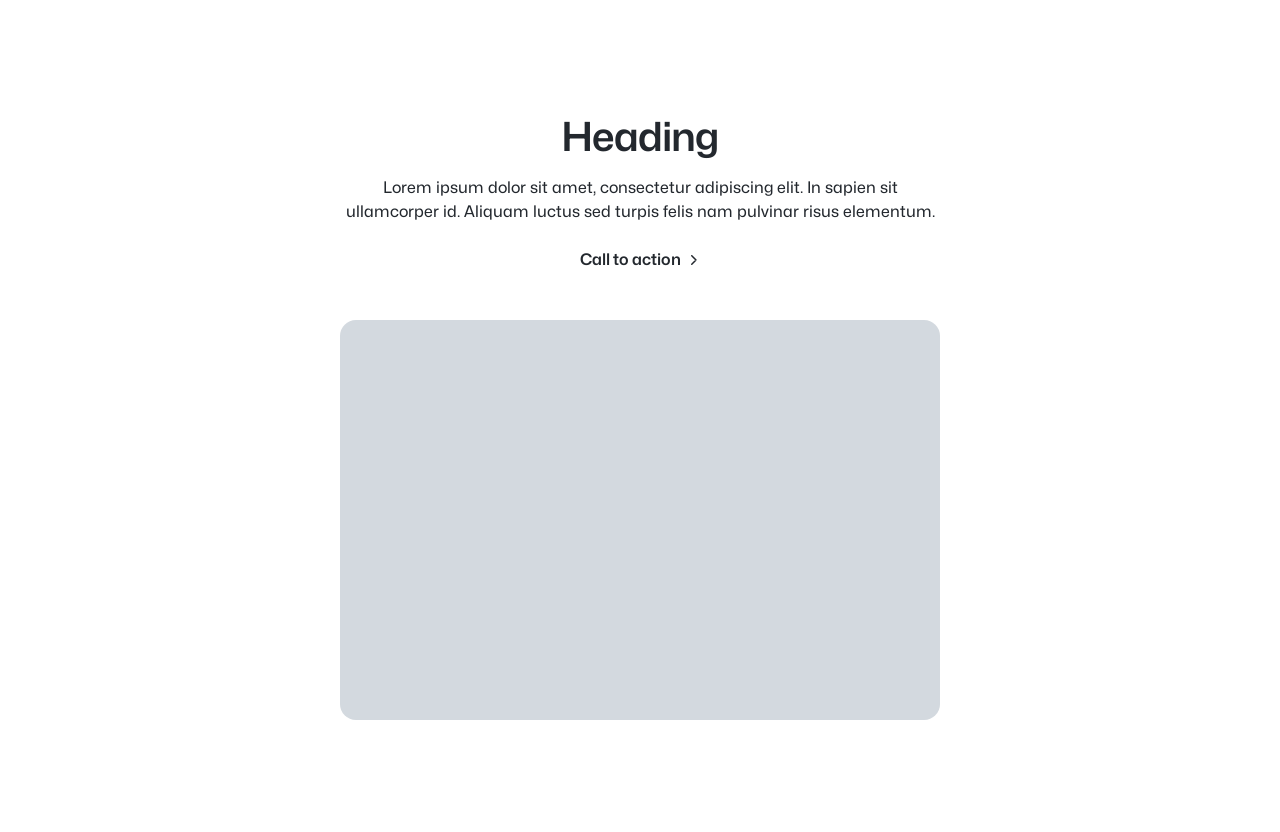 Heading
Lorem ipsum dolor sit amet, consectetur adipiscing elit. In sapien sit
ullamcorper id. Aliquam luctus sed turpis felis nam pulvinar risus elementum.
Call to action